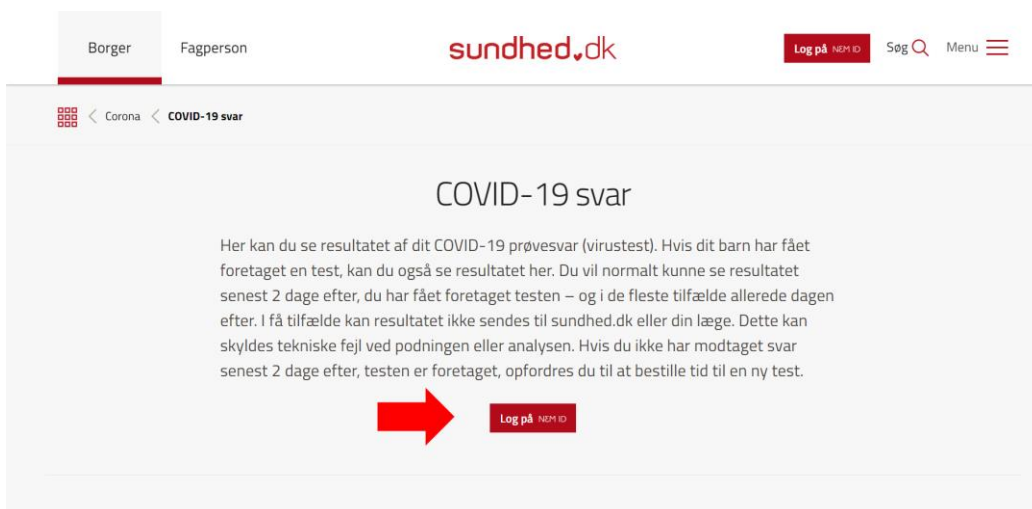 Borger Fagperson sundhed.dk Log på NEM ID Søg Menu
Corona COVID-19 svar
COVID-19 svar
Her kan du se resultatet af dit COVID-19 prøvesvar (virustest). Hvis dit barn har fået
foretaget en test, kan du også se resultatet her. Du vil normalt kunne se resultatet
senest 2 dage efter, du har fået foretaget testen – og i de fleste tilfælde allerede dagen
efter. I få tilfælde kan resultatet ikke sendes til sundhed.dk eller din læge. Dette kan
skyldes tekniske fejl ved podningen eller analysen. Hvis du ikke har modtaget svar
senest 2 dage efter, testen er foretaget, opfordres du til at bestille tid til en ny test.
Log på NEM ID